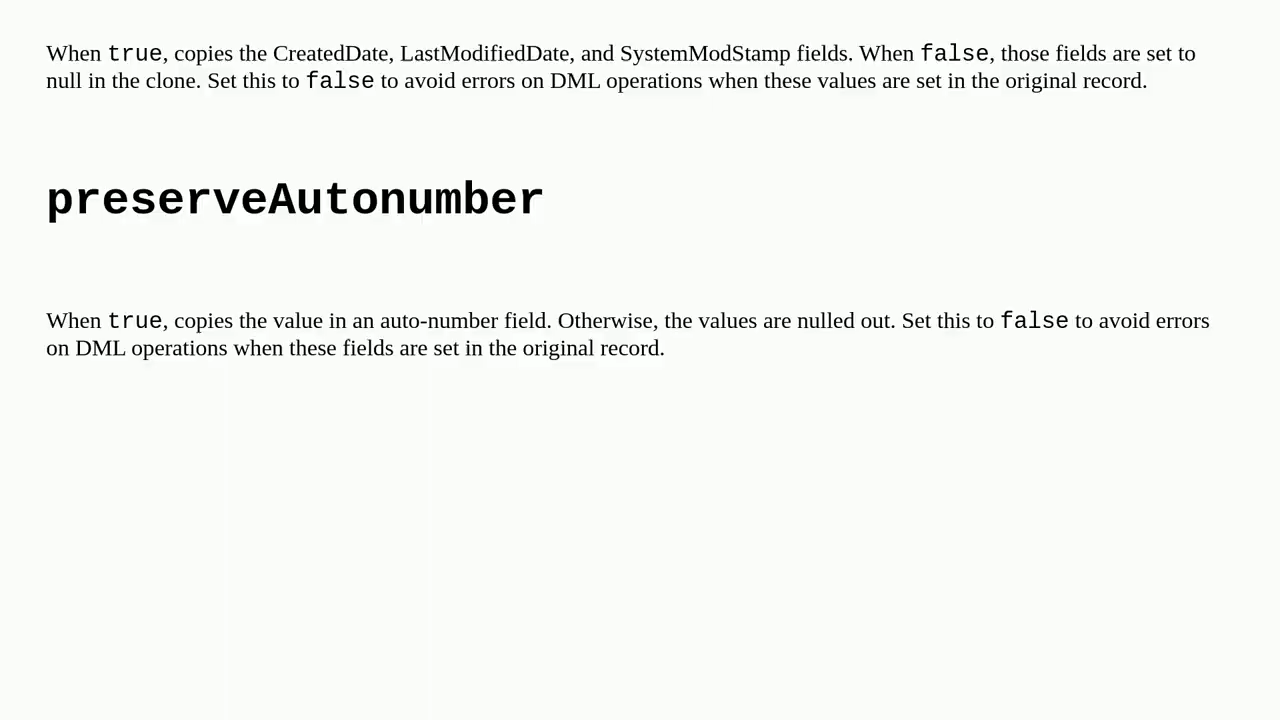 When true, copies the CreatedDate, LastModifiedDate, and SystemModStamp fields. When false, those fields are set to
null in the clone. Set this to false to avoid errors on DML operations when these values are set in the original record.
preserveAutonumber
When true, copies the value in an auto-number field. Otherwise, the values are nulled out. Set this to false to avoid errors
on DML operations when these fields are set in the original record.